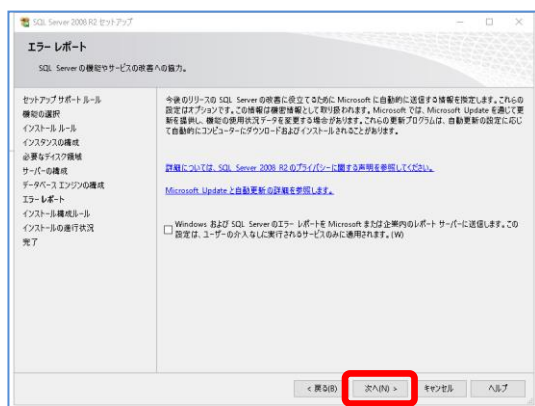 SQL Server 2008 R2 セットアップ
エラー レポート
SQL Server の機能やサービスの改善への協力。
セットアップ サポート ルール
機能の選択
インストール ルール
インスタンスの構成
必要なディスク領域
サーバーの構成
データベース エンジンの構成
エラー レポート
インストール構成ルール
インストールの進行状況
完了
今後のリリースの SQL Server の改善に役立てるために Microsoft に自動的に送信する情報を指定します。これらの
設定はオプションです。この情報は機密情報として取り扱われます。Microsoft では、Microsoft Update を通じて更
新を提供し、機能の使用状況データを変更する場合があります。これらの更新プログラムは、自動更新の設定に応じ
て自動的にコンピューターにダウンロードおよびインストールされることがあります。
詳細については、SQL Server 2008 R2 のプライバシーに関する声明を参照してください。
Microsoft Update と自動更新の詳細を参照します。
Windows および SQL Server のエラー レポートを Microsoft または企業内のレポート サーバーに送信します。この
設定は、ユーザーの介入なしに実行されるサービスのみに適用されます。(W)
< 戻る(B)
次へ(N) >
キャンセル
ヘルプ